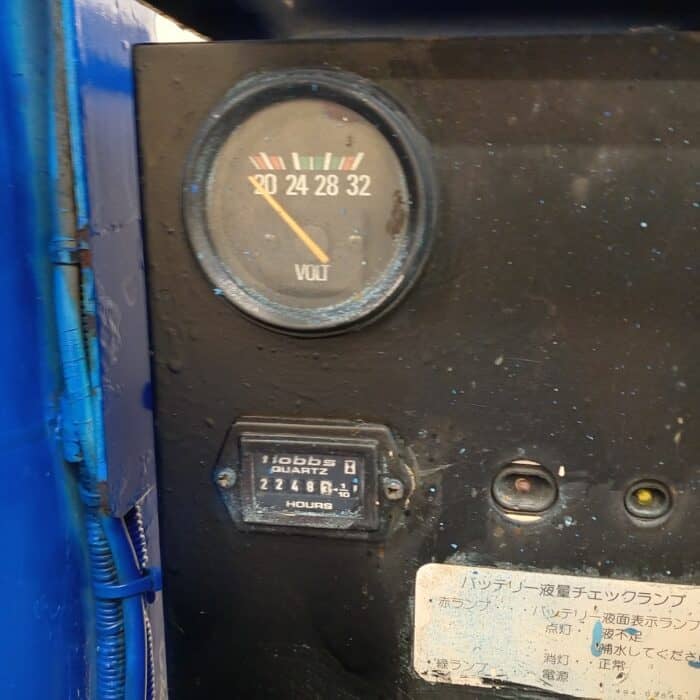 20 24 28 32
VOLT
Hobbs
QUARTZ
2248
1/10
HOURS
バッテリー液量チェックランプ
赤ランプ・・バッテリー液面表示ランプ
点灯・・液不足
補水してくださ
消灯・・正常
緑ランプ・・電源